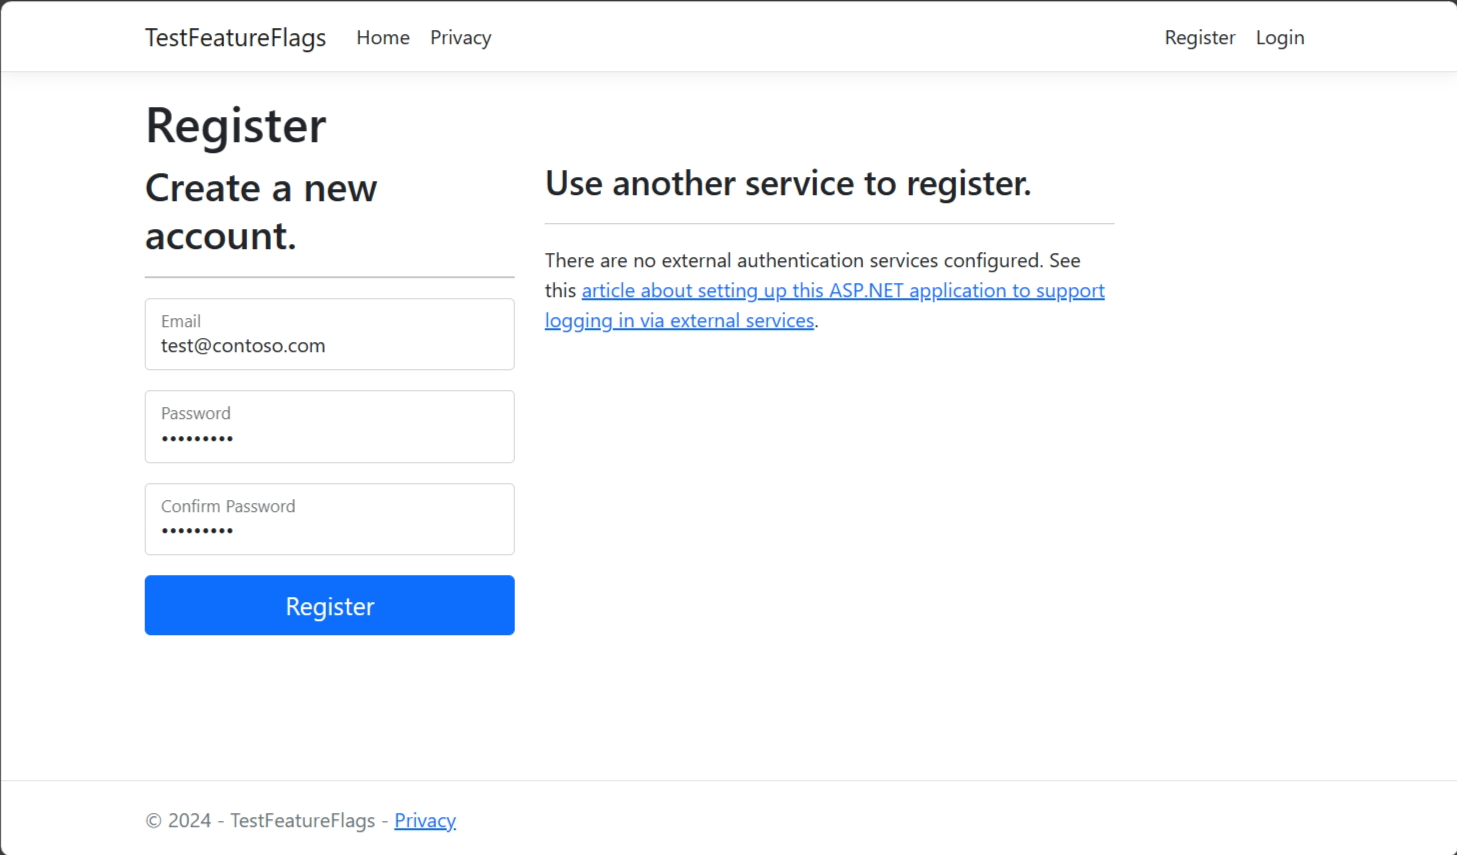 TestFeatureFlags Home Privacy Register Login
Register
Create a new
account.
Email
test@contoso.com
Password
•••••••••
Confirm Password
•••••••••
Register
Use another service to register.
There are no external authentication services configured. See
this article about setting up this ASP.NET application to support
logging in via external services.
© 2024 - TestFeatureFlags - Privacy